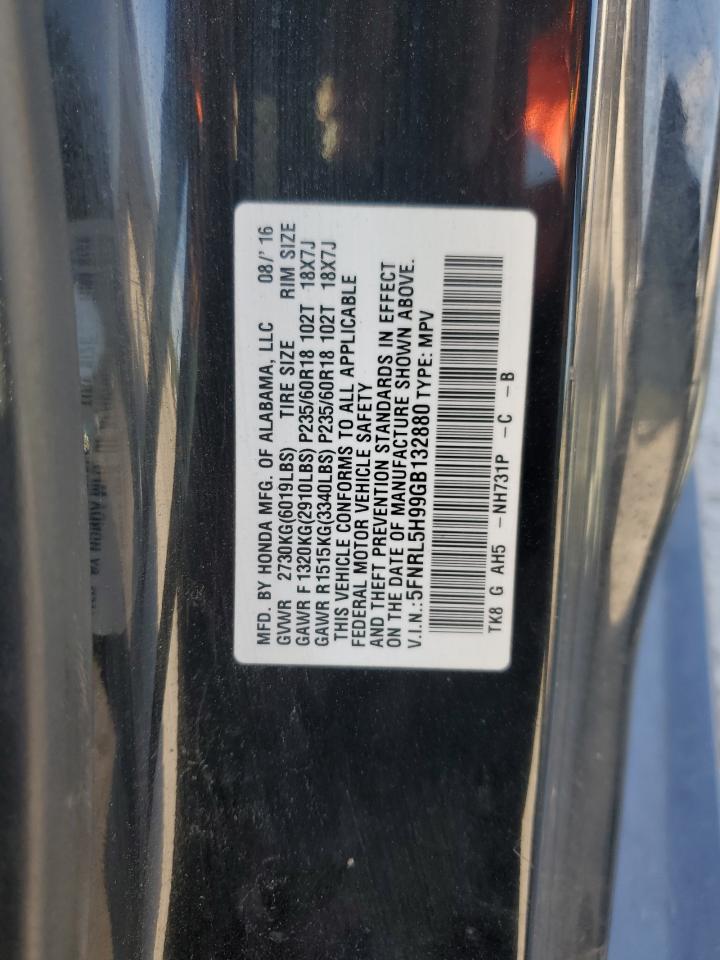 MFD. BY HONDA MFG. OF ALABAMA, LLC 08/' 16
GVWR 2730KG(6019LBS) TIRE SIZE RIM SIZE
GAWR F1320KG(2910LBS) P235/60R18 102T 18X7J
GAWR R1515KG(3340LBS) P235/60R18 102T 18X7J
THIS VEHICLE CONFORMS TO ALL APPLICABLE
FEDERAL MOTOR VEHICLE SAFETY
AND THEFT PREVENTION STANDARDS IN EFFECT
ON THE DATE OF MANUFACTURE SHOWN ABOVE.
V.I.N.:5FNRL5H99GB132880 TYPE: MPV
TK8 G AH5 -NH731P -C -B